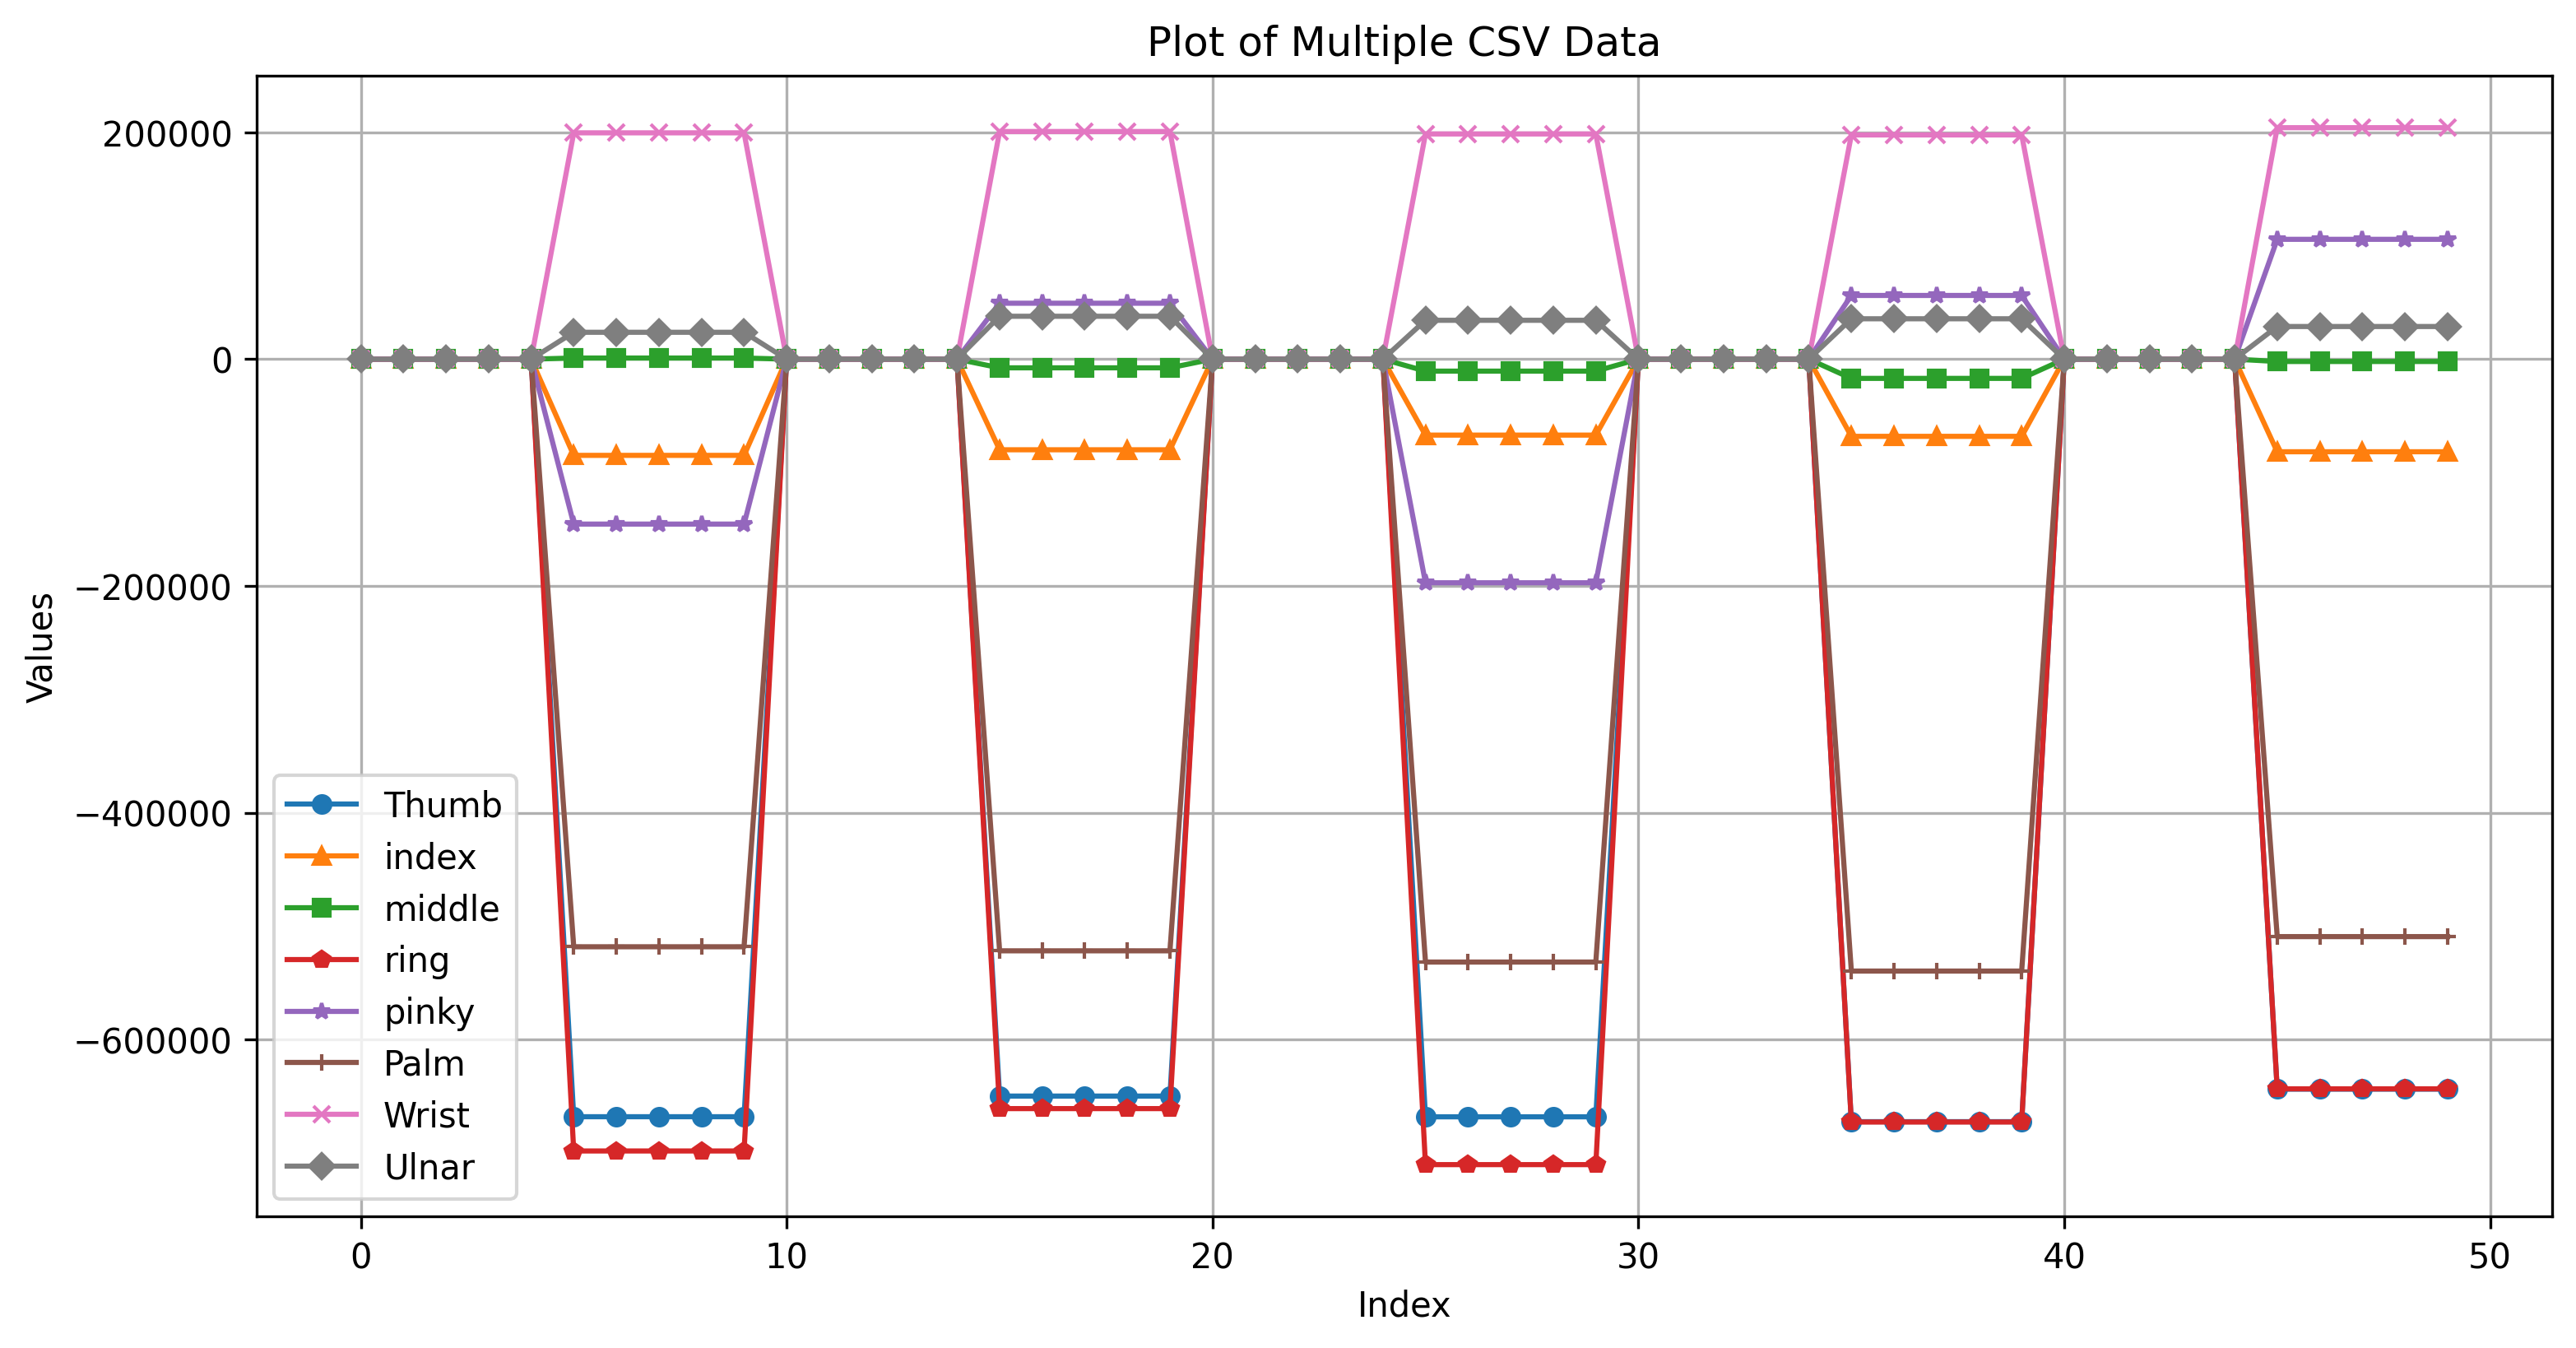 Plot of Multiple CSV Data
200000
0
−200000
−400000
−600000
Values
Thumb
index
middle
ring
pinky
Palm
Wrist
Ulnar
0 10 20 30 40 50
Index